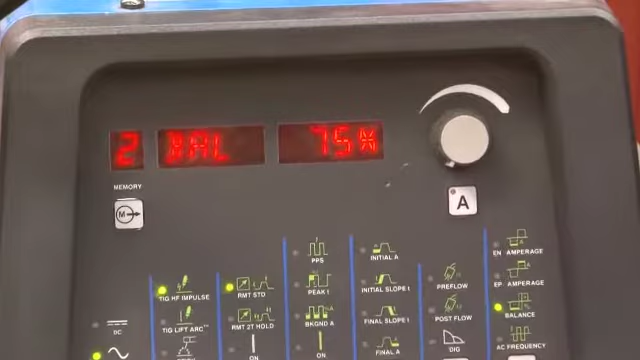 2 BAL 75%
MEMORY
M
A
PPS
INITIAL A
EN AMPERAGE
TIG HF IMPULSE
RMT STD
PEAK t
INITIAL SLOPE t
PREFLOW
EP AMPERAGE
DC
TIG LIFT ARC
RMT 2T HOLD
BKGND A
FINAL SLOPE t
POST FLOW
BALANCE
ON
ON
FINAL A
DIG
AC FREQUENCY